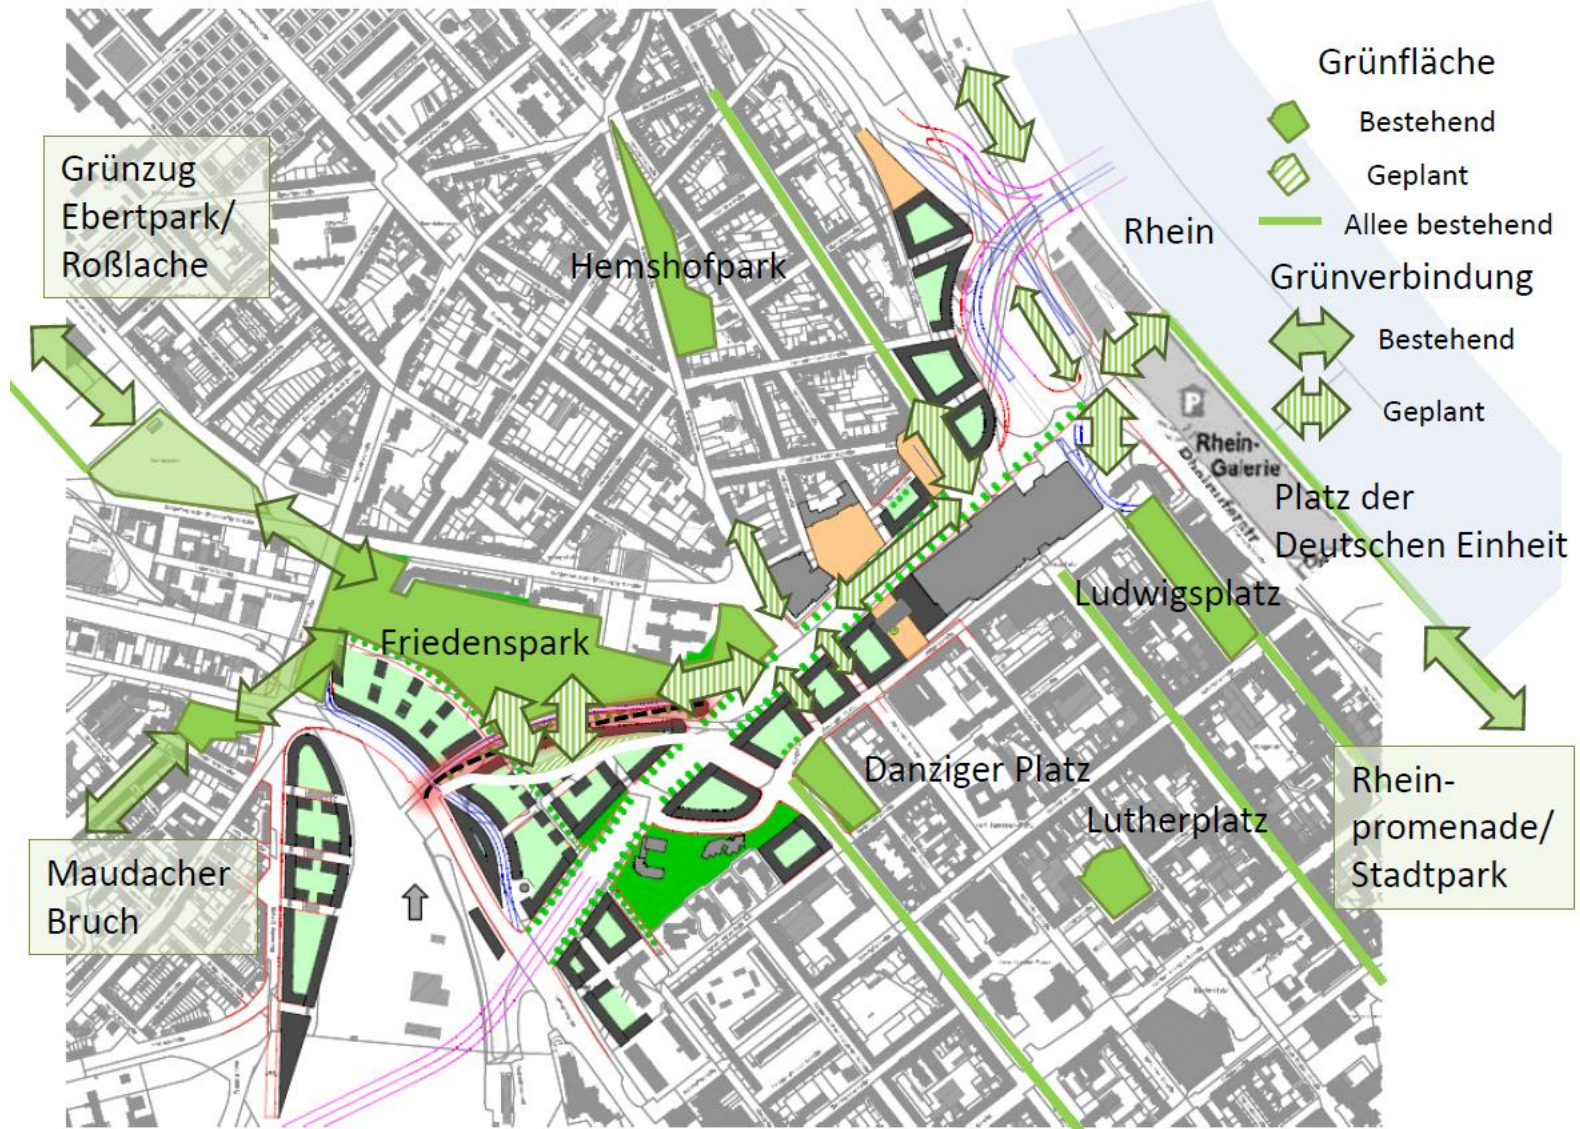 Grünfläche
Bestehend
Geplant
Allee bestehend
Grünverbindung
Bestehend
Geplant
Grünzug
Ebertpark/
Roßlache
Hemshofpark
Rhein
P
Rhein-
Galerie
Rheinuferstr
Platz der
Deutschen Einheit
Ludwigsplatz
Friedenspark
Danziger Platz
Lutherplatz
Maudacher
Bruch
Rhein-
promenade/
Stadtpark